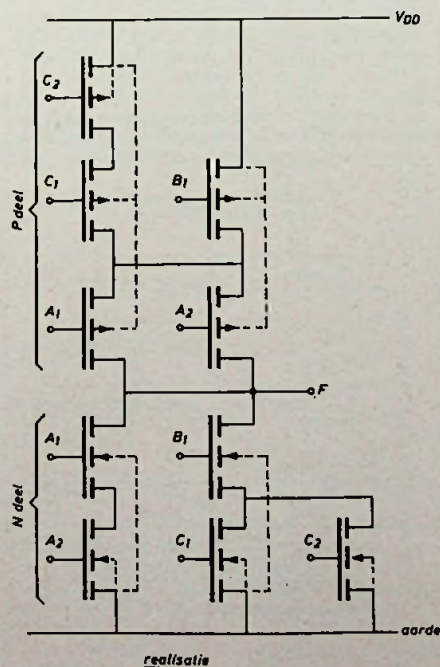 VDD
C2
C1
B1
P deel
A1
A2
F
A1
B1
N deel
A2
C1
C2
aarde
realisatie